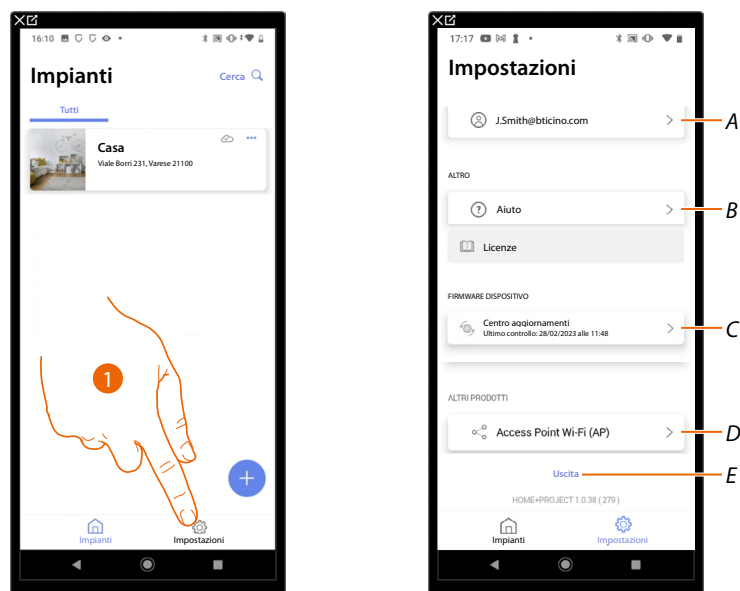 16:10
Impianti
Cerca
Tutti
Casa
Viale Borri 231, Varese 21100
1
Impianti
Impostazioni
17:17
Impostazioni
J.Smith@bticino.com
A
ALTRO
Aiuto
B
Licenze
FIRMWARE DISPOSITIVO
Centro aggiornamenti
Ultimo controllo: 28/02/2023 alle 11:48
C
ALTRI PRODOTTI
Access Point Wi-Fi (AP)
D
Uscita
E
HOME+PROJECT 1.0.38 ( 279 )
Impianti
Impostazioni